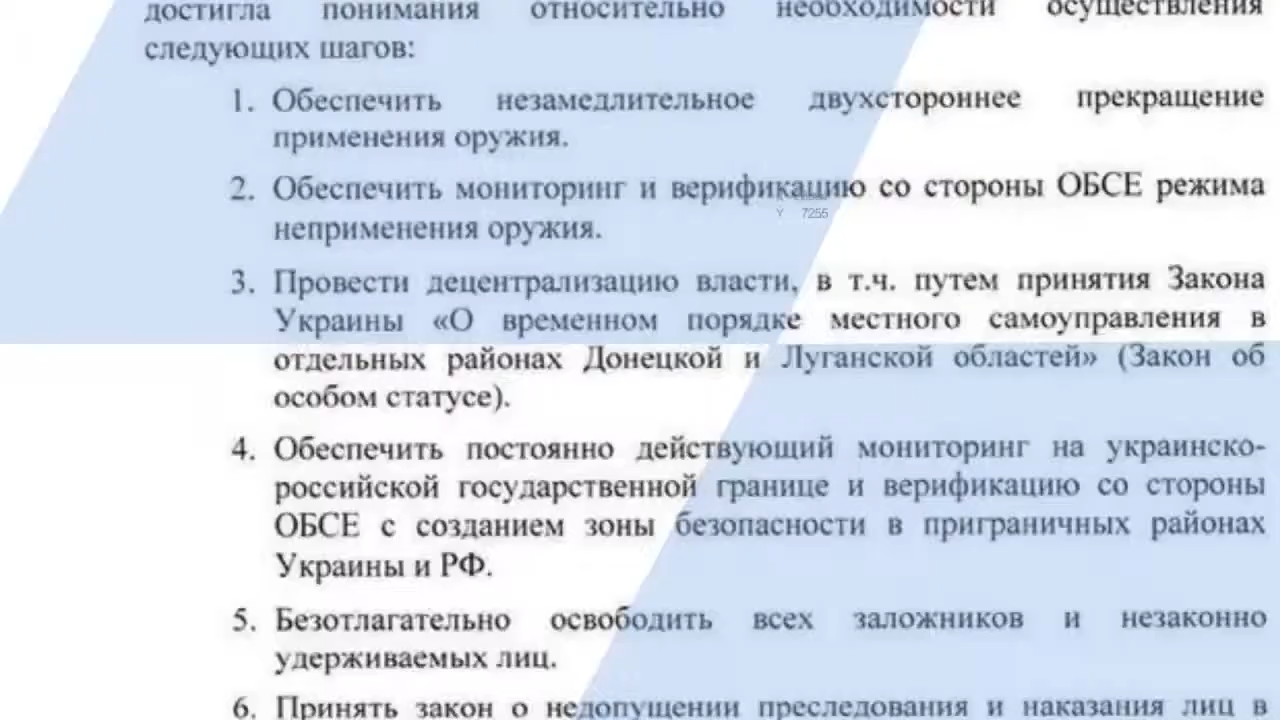 достигла понимания относительно необходимости осуществления
следующих шагов:
1. Обеспечить незамедлительное двухстороннее прекращение
применения оружия.
2. Обеспечить мониторинг и верификацию со стороны ОБСЕ режима
Y 7255
неприменения оружия.
3. Провести децентрализацию власти, в т.ч. путем принятия Закона
Украины «О временном порядке местного самоуправления в
отдельных районах Донецкой и Луганской областей» (Закон об
особом статусе).
4. Обеспечить постоянно действующий мониторинг на украинско-
российской государственной границе и верификацию со стороны
ОБСЕ с созданием зоны безопасности в приграничных районах
Украины и РФ.
5. Безотлагательно освободить всех заложников и незаконно
удерживаемых лиц.
6. Принять закон о недопущении преследования и наказания лиц в